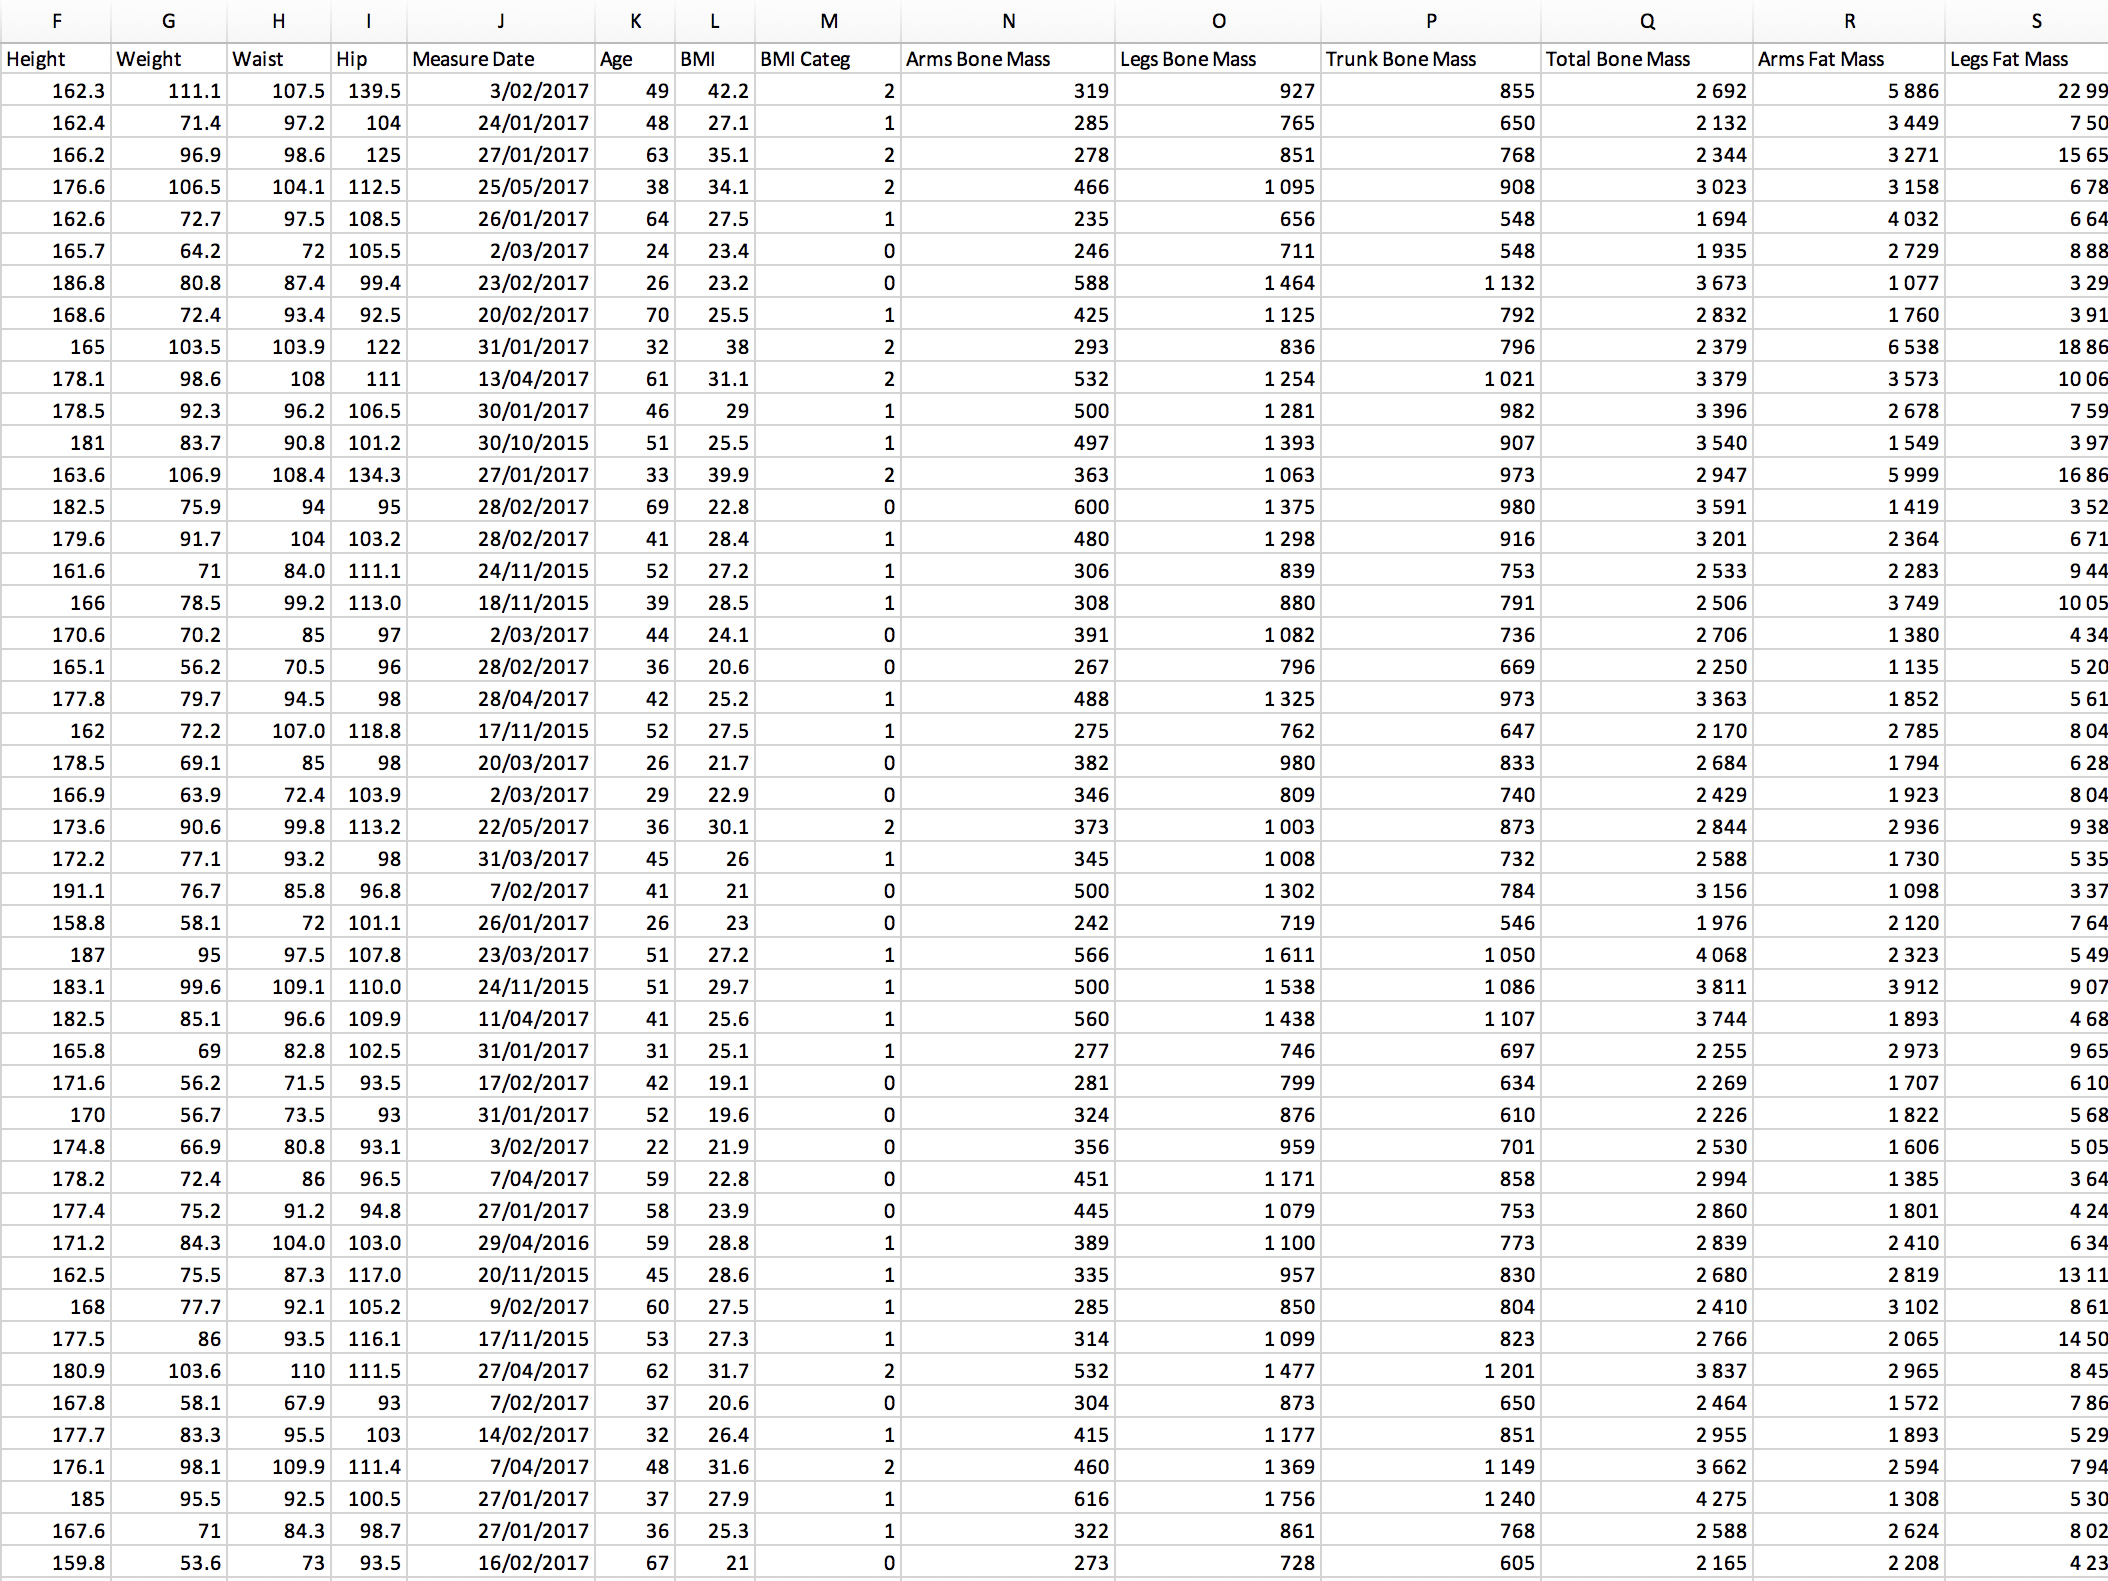 F G H I J K L M N O P Q R S
Height Weight Waist Hip Measure Date Age BMI BMI Categ Arms Bone Mass Legs Bone Mass Trunk Bone Mass Total Bone Mass Arms Fat Mass Legs Fat Mass
162.3 111.1 107.5 139.5 3/02/2017 49 42.2 2 319 927 855 2 692 5 886 22 99
162.4 71.4 97.2 104 24/01/2017 48 27.1 1 285 765 650 2 132 3 449 7 50
166.2 96.9 98.6 125 27/01/2017 63 35.1 2 278 851 768 2 344 3 271 15 65
176.6 106.5 104.1 112.5 25/05/2017 38 34.1 2 466 1 095 908 3 023 3 158 6 78
162.6 72.7 97.5 108.5 26/01/2017 64 27.5 1 235 656 548 1 694 4 032 6 64
165.7 64.2 72 105.5 2/03/2017 24 23.4 0 246 711 548 1 935 2 729 8 88
186.8 80.8 87.4 99.4 23/02/2017 26 23.2 0 588 1 464 1 132 3 673 1 077 3 29
168.6 72.4 93.4 92.5 20/02/2017 70 25.5 1 425 1 125 792 2 832 1 760 3 91
165 103.5 103.9 122 31/01/2017 32 38 2 293 836 796 2 379 6 538 18 86
178.1 98.6 108 111 13/04/2017 61 31.1 2 532 1 254 1 021 3 379 3 573 10 06
178.5 92.3 96.2 106.5 30/01/2017 46 29 1 500 1 281 982 3 396 2 678 7 59
181 83.7 90.8 101.2 30/10/2015 51 25.5 1 497 1 393 907 3 540 1 549 3 97
163.6 106.9 108.4 134.3 27/01/2017 33 39.9 2 363 1 063 973 2 947 5 999 16 86
182.5 75.9 94 95 28/02/2017 69 22.8 0 600 1 375 980 3 591 1 419 3 52
179.6 91.7 104 103.2 28/02/2017 41 28.4 1 480 1 298 916 3 201 2 364 6 71
161.6 71 84.0 111.1 24/11/2015 52 27.2 1 306 839 753 2 533 2 283 9 44
166 78.5 99.2 113.0 18/11/2015 39 28.5 1 308 880 791 2 506 3 749 10 05
170.6 70.2 85 97 2/03/2017 44 24.1 0 391 1 082 736 2 706 1 380 4 34
165.1 56.2 70.5 96 28/02/2017 36 20.6 0 267 796 669 2 250 1 135 5 20
177.8 79.7 94.5 98 28/04/2017 42 25.2 1 488 1 325 973 3 363 1 852 5 61
162 72.2 107.0 118.8 17/11/2015 52 27.5 1 275 762 647 2 170 2 785 8 04
178.5 69.1 85 98 20/03/2017 26 21.7 0 382 980 833 2 684 1 794 6 28
166.9 63.9 72.4 103.9 2/03/2017 29 22.9 0 346 809 740 2 429 1 923 8 04
173.6 90.6 99.8 113.2 22/05/2017 36 30.1 2 373 1 003 873 2 844 2 936 9 38
172.2 77.1 93.2 98 31/03/2017 45 26 1 345 1 008 732 2 588 1 730 5 35
191.1 76.7 85.8 96.8 7/02/2017 41 21 0 500 1 302 784 3 156 1 098 3 37
158.8 58.1 72 101.1 26/01/2017 26 23 0 242 719 546 1 976 2 120 7 64
187 95 97.5 107.8 23/03/2017 51 27.2 1 566 1 611 1 050 4 068 2 323 5 49
183.1 99.6 109.1 110.0 24/11/2015 51 29.7 1 500 1 538 1 086 3 811 3 912 9 07
182.5 85.1 96.6 109.9 11/04/2017 41 25.6 1 560 1 438 1 107 3 744 1 893 4 68
165.8 69 82.8 102.5 31/01/2017 31 25.1 1 277 746 697 2 255 2 973 9 65
171.6 56.2 71.5 93.5 17/02/2017 42 19.1 0 281 799 634 2 269 1 707 6 10
170 56.7 73.5 93 31/01/2017 52 19.6 0 324 876 610 2 226 1 822 5 68
174.8 66.9 80.8 93.1 3/02/2017 22 21.9 0 356 959 701 2 530 1 606 5 05
178.2 72.4 86 96.5 7/04/2017 59 22.8 0 451 1 171 858 2 994 1 385 3 64
177.4 75.2 91.2 94.8 27/01/2017 58 23.9 0 445 1 079 753 2 860 1 801 4 24
171.2 84.3 104.0 103.0 29/04/2016 59 28.8 1 389 1 100 773 2 839 2 410 6 34
162.5 75.5 87.3 117.0 20/11/2015 45 28.6 1 335 957 830 2 680 2 819 13 11
168 77.7 92.1 105.2 9/02/2017 60 27.5 1 285 850 804 2 410 3 102 8 61
177.5 86 93.5 116.1 17/11/2015 53 27.3 1 314 1 099 823 2 766 2 065 14 50
180.9 103.6 110 111.5 27/04/2017 62 31.7 2 532 1 477 1 201 3 837 2 965 8 45
167.8 58.1 67.9 93 7/02/2017 37 20.6 0 304 873 650 2 464 1 572 7 86
177.7 83.3 95.5 103 14/02/2017 32 26.4 1 415 1 177 851 2 955 1 893 5 29
176.1 98.1 109.9 111.4 7/04/2017 48 31.6 2 460 1 369 1 149 3 662 2 594 7 94
185 95.5 92.5 100.5 27/01/2017 37 27.9 1 616 1 756 1 240 4 275 1 308 5 30
167.6 71 84.3 98.7 27/01/2017 36 25.3 1 322 861 768 2 588 2 624 8 02
159.8 53.6 73 93.5 16/02/2017 67 21 0 273 728 605 2 165 2 208 4 23